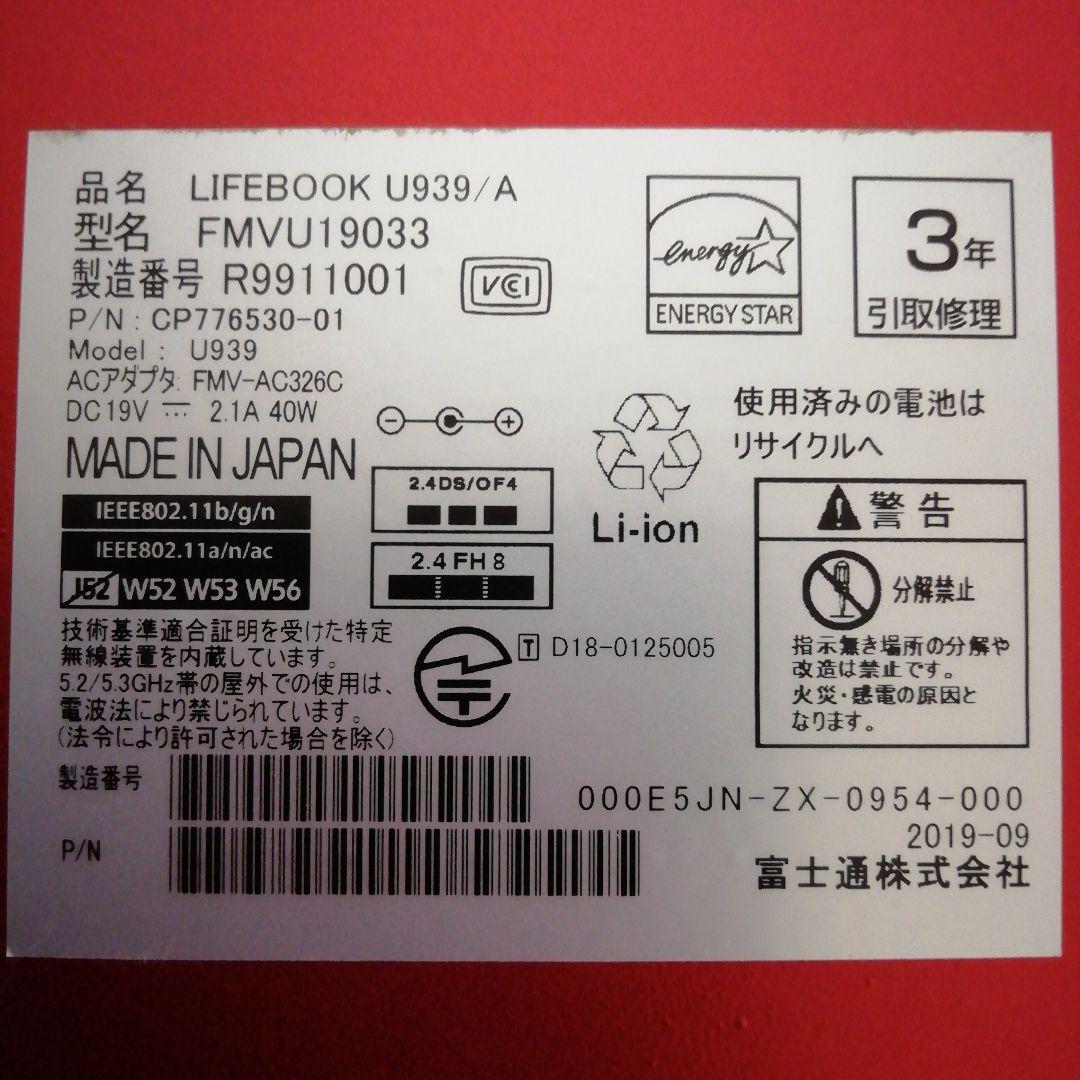 品名 LIFEBOOK U939/A
型名 FMVU19033
製造番号 R9911001
VCCI
P/N : CP776530-01
Model : U939
ACアダプタ: FMV-AC326C
DC19V ⎓ 2.1A 40W
MADE IN JAPAN
energy
ENERGY STAR
3年
引取修理
使用済みの電池は
リサイクルへ
Li-ion
IEEE802.11b/g/n
IEEE802.11a/n/ac
J52 W52 W53 W56
2.4DS/OF4
2.4FH8
警告
分解禁止
指示無き場所の分解や
改造は禁止です。
火災・感電の原因と
なります。
技術基準適合証明を受けた特定
無線装置を内蔵しています。
5.2/5.3GHz帯の屋外での使用は、
電波法により禁じられています。
(法令により許可された場合を除く)
T D18-0125005
製造番号
P/N
000E5JN-ZX-0954-000
2019-09
富士通株式会社